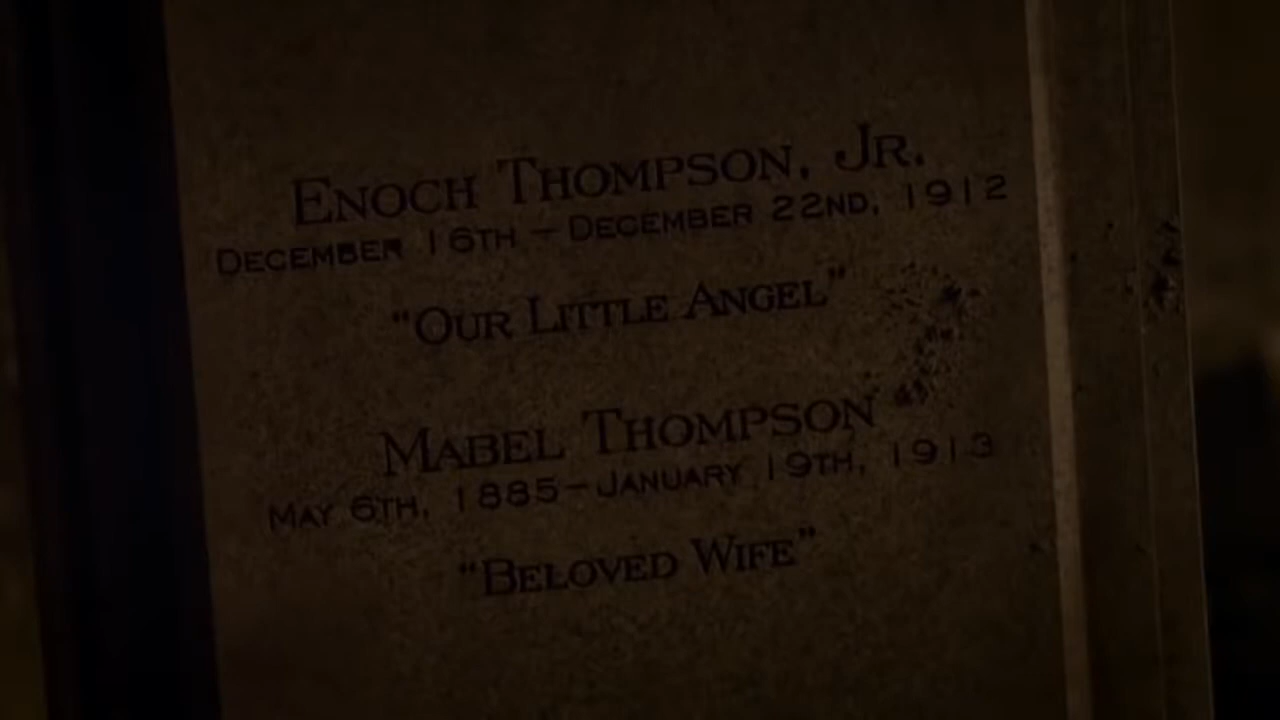 ENOCH THOMPSON, JR.
DECEMBER 16TH – DECEMBER 22ND, 1912
"OUR LITTLE ANGEL"
MABEL THOMPSON
MAY 6TH, 1885 – JANUARY 19TH, 1913
"BELOVED WIFE"